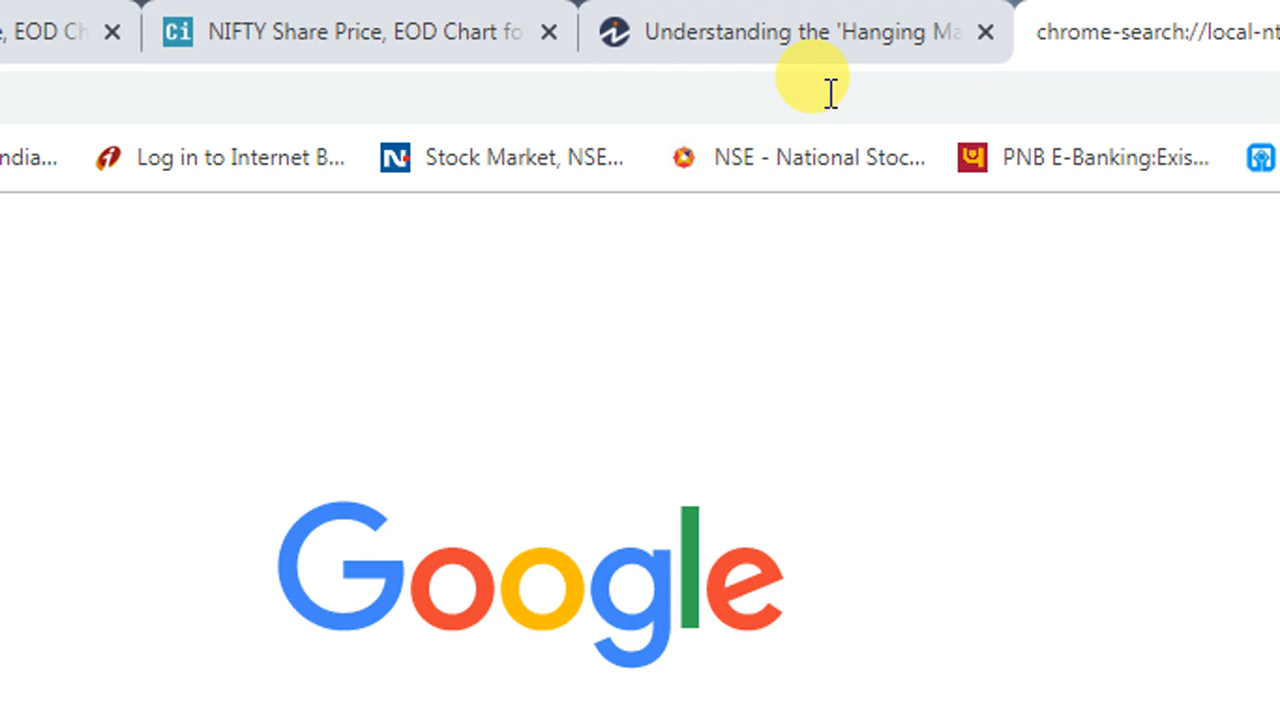 , EOD Ch
NIFTY Share Price, EOD Chart fo
Understanding the 'Hanging Ma
chrome-search://local-nt
ndia...
Log in to Internet B...
Stock Market, NSE...
NSE - National Stoc...
PNB E-Banking:Exis...
Google